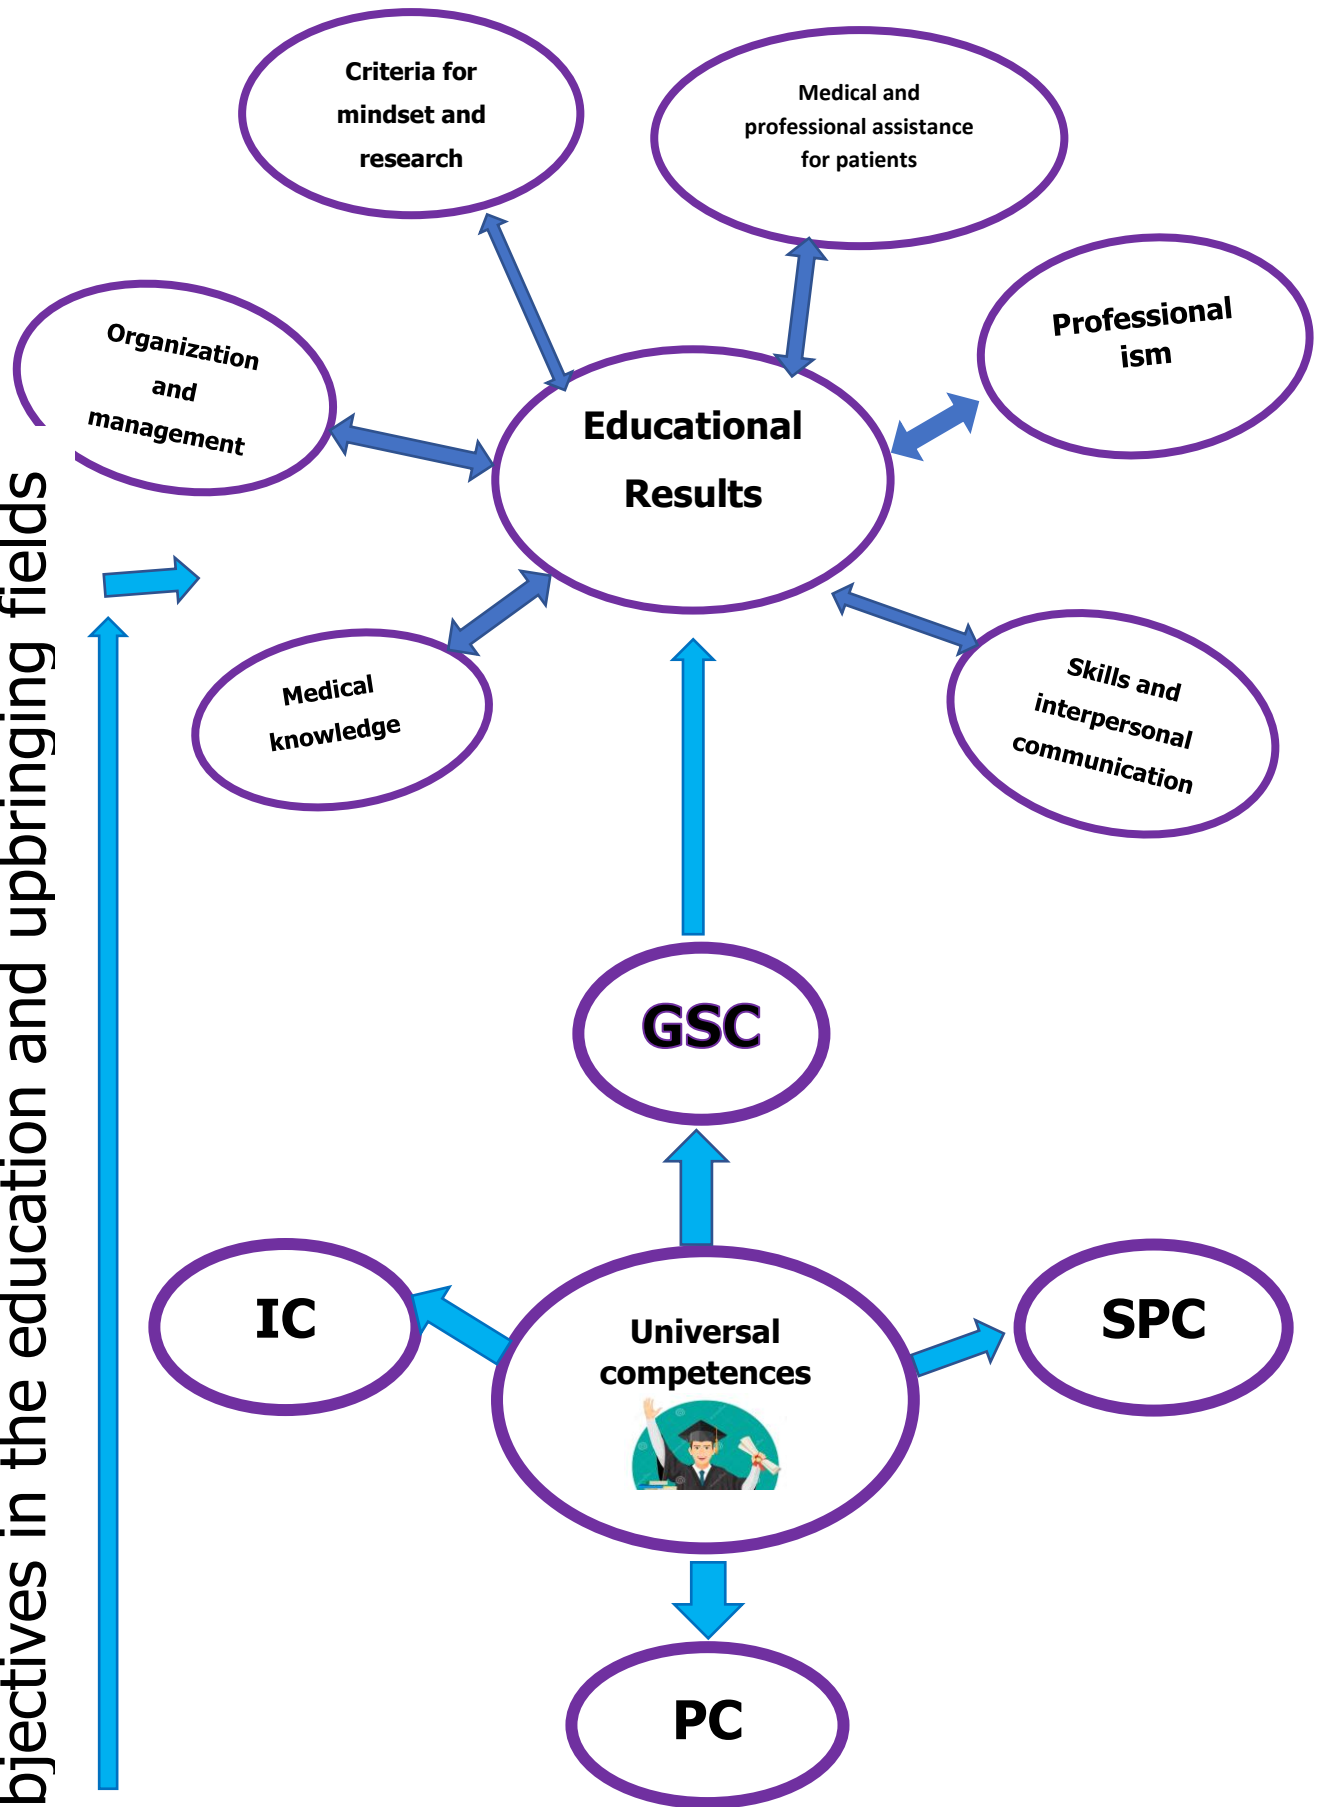 Criteria for
mindset and
research
Medical and
professional assistance
for patients
Professional
ism
Organization
and
management
Educational
Results
Medical
knowledge
Skills and
interpersonal
communication
GSC
IC
Universal
competences
SPC
PC
bjectives in the education and upbringing fields